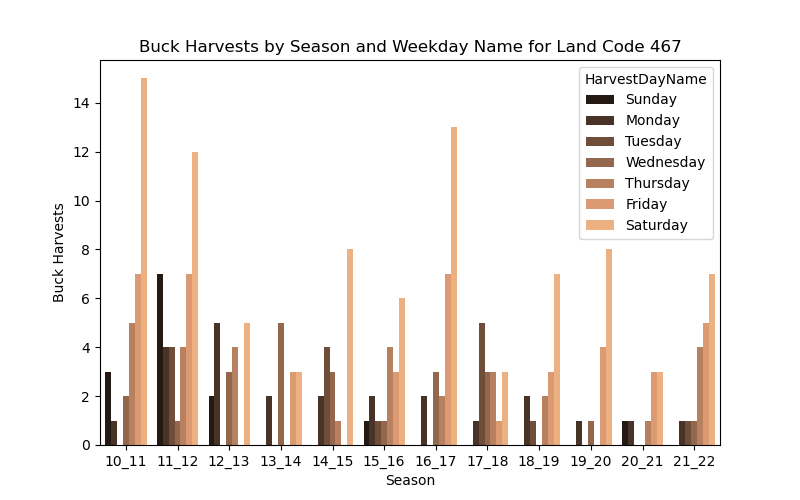 Buck Harvests by Season and Weekday Name for Land Code 467
HarvestDayName
Sunday
Monday
Tuesday
Wednesday
Thursday
Friday
Saturday
Buck Harvests
14
12
10
8
6
4
2
0
10_11 11_12 12_13 13_14 14_15 15_16 16_17 17_18 18_19 19_20 20_21 21_22
Season